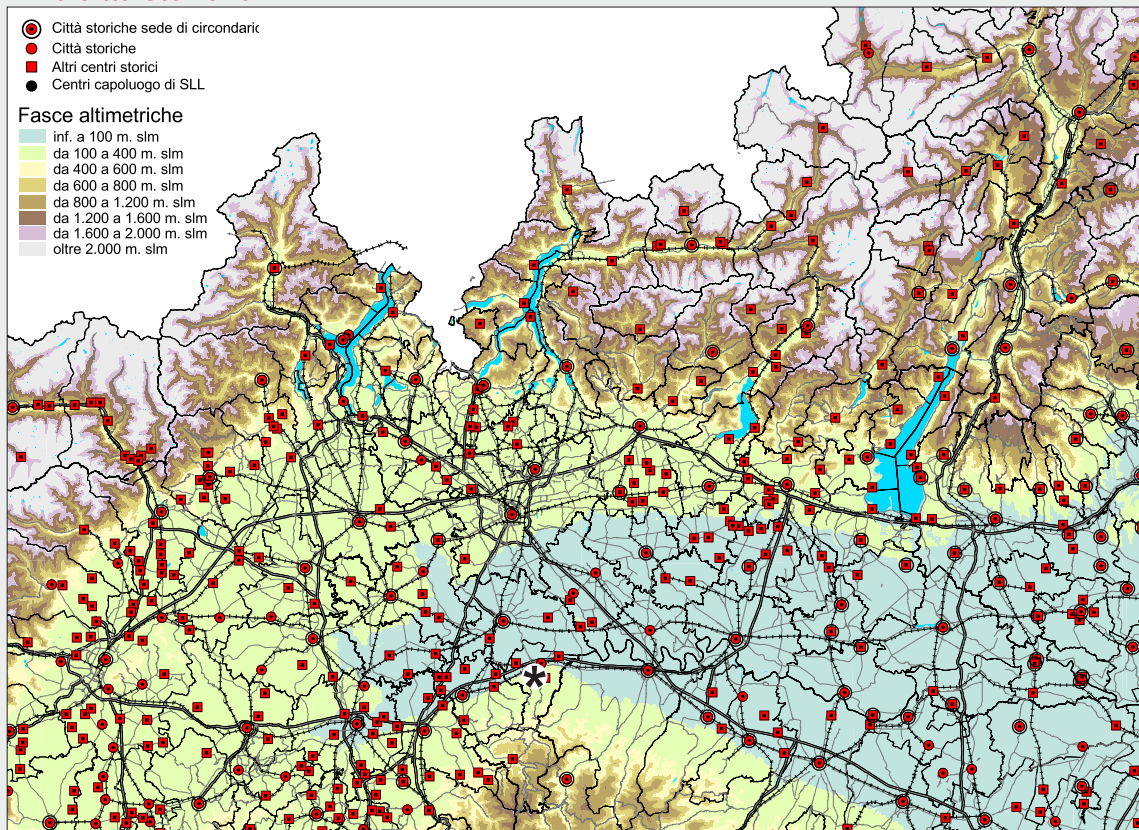 Città storiche sede di circondaric
Città storiche
Altri centri storici
Centri capoluogo di SLL
Fasce altimetriche
inf. a 100 m. slm
da 100 a 400 m. slm
da 400 a 600 m. slm
da 600 a 800 m. slm
da 800 a 1.200 m. slm
da 1.200 a 1.600 m. slm
da 1.600 a 2.000 m. slm
oltre 2.000 m. slm